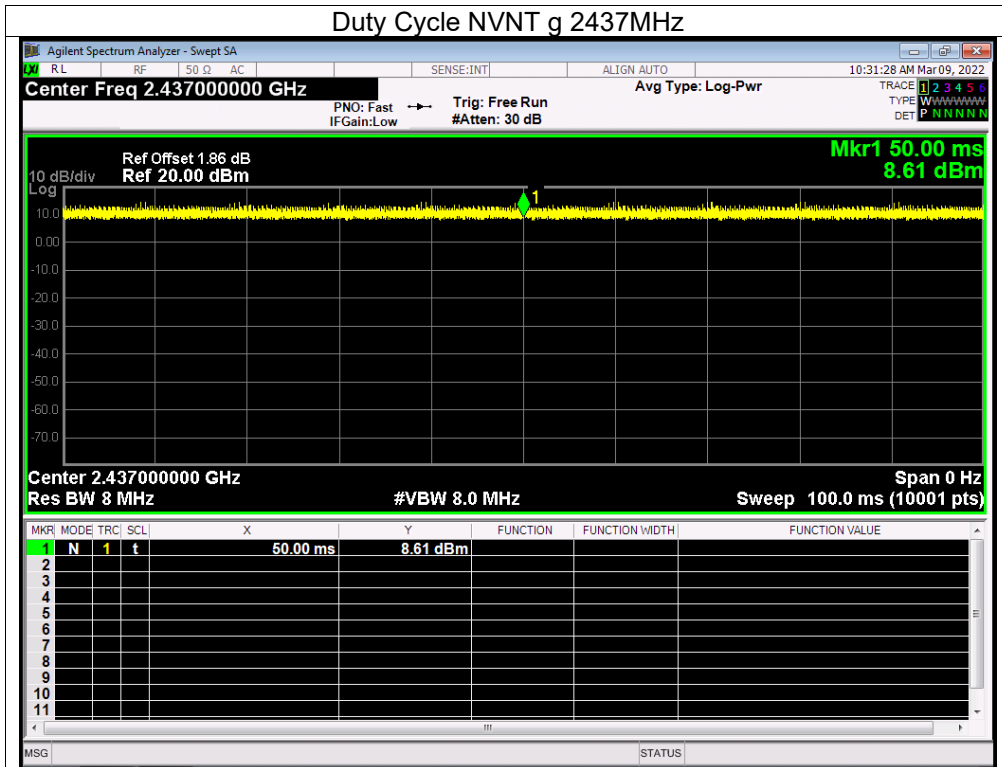 Duty Cycle NVNT g 2437MHz
Agilent Spectrum Analyzer - Swept SA
LXI RL RF 50 Ω AC SENSE:INT ALIGN AUTO 10:31:28 AM Mar 09, 2022
Center Freq 2.437000000 GHz
PNO: Fast
IFGain:Low
Trig: Free Run
#Atten: 30 dB
Avg Type: Log-Pwr
TRACE 1 2 3 4 5 6
TYPE WWWWWW
DET P N N N N N
Mkr1 50.00 ms
8.61 dBm
Ref Offset 1.86 dB
10 dB/div Ref 20.00 dBm
Log
1
10.0
0.00
-10.0
-20.0
-30.0
-40.0
-50.0
-60.0
-70.0
Center 2.437000000 GHz Span 0 Hz
Res BW 8 MHz #VBW 8.0 MHz Sweep 100.0 ms (10001 pts)
MKR MODE TRC SCL X Y FUNCTION FUNCTION WIDTH FUNCTION VALUE
1 N 1 t 50.00 ms 8.61 dBm
2
3
4
5
6
7
8
9
10
11
MSG STATUS